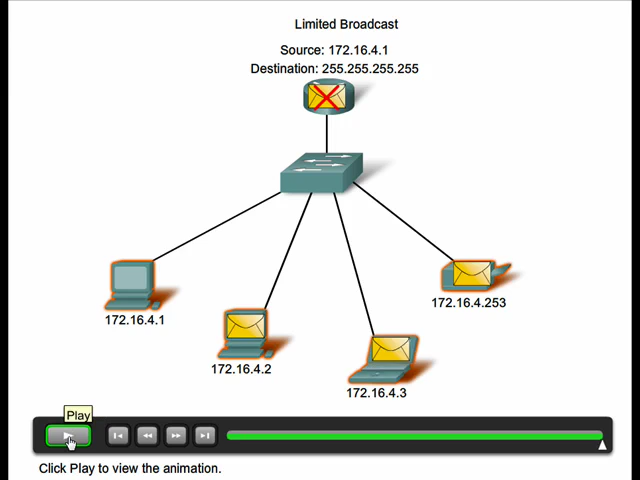 Limited Broadcast
Source: 172.16.4.1
Destination: 255.255.255.255
172.16.4.253
172.16.4.1
172.16.4.2
172.16.4.3
Play
Click Play to view the animation.